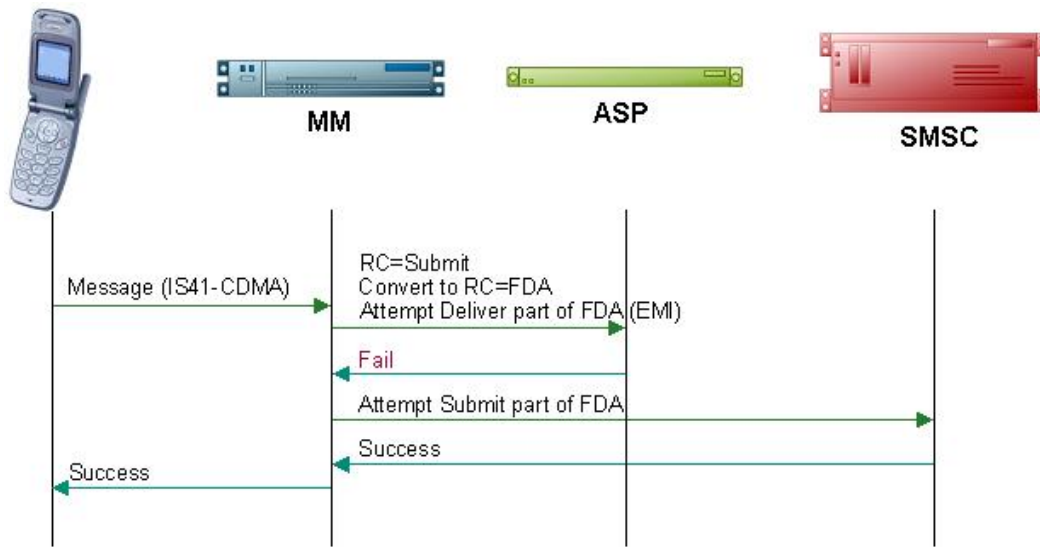 MM
ASP
SMSC
Message (IS41-CDMA)
RC=Submit
Convert to RC=FDA
Attempt Deliver part of FDA (EMI)
Fail
Attempt Submit part of FDA
Success
Success